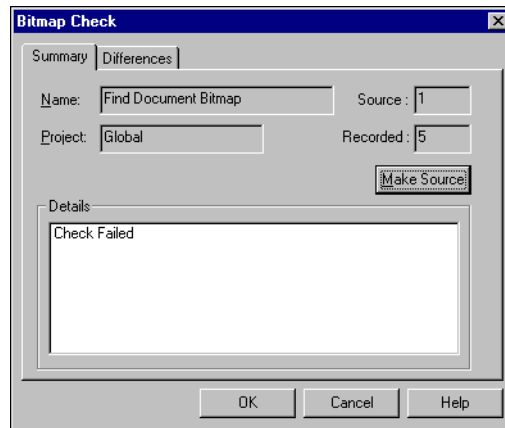 Bitmap Check
Summary Differences
Name: Find Document Bitmap Source : 1
Project: Global Recorded : 5
Make Source
Details
Check Failed
OK Cancel Help